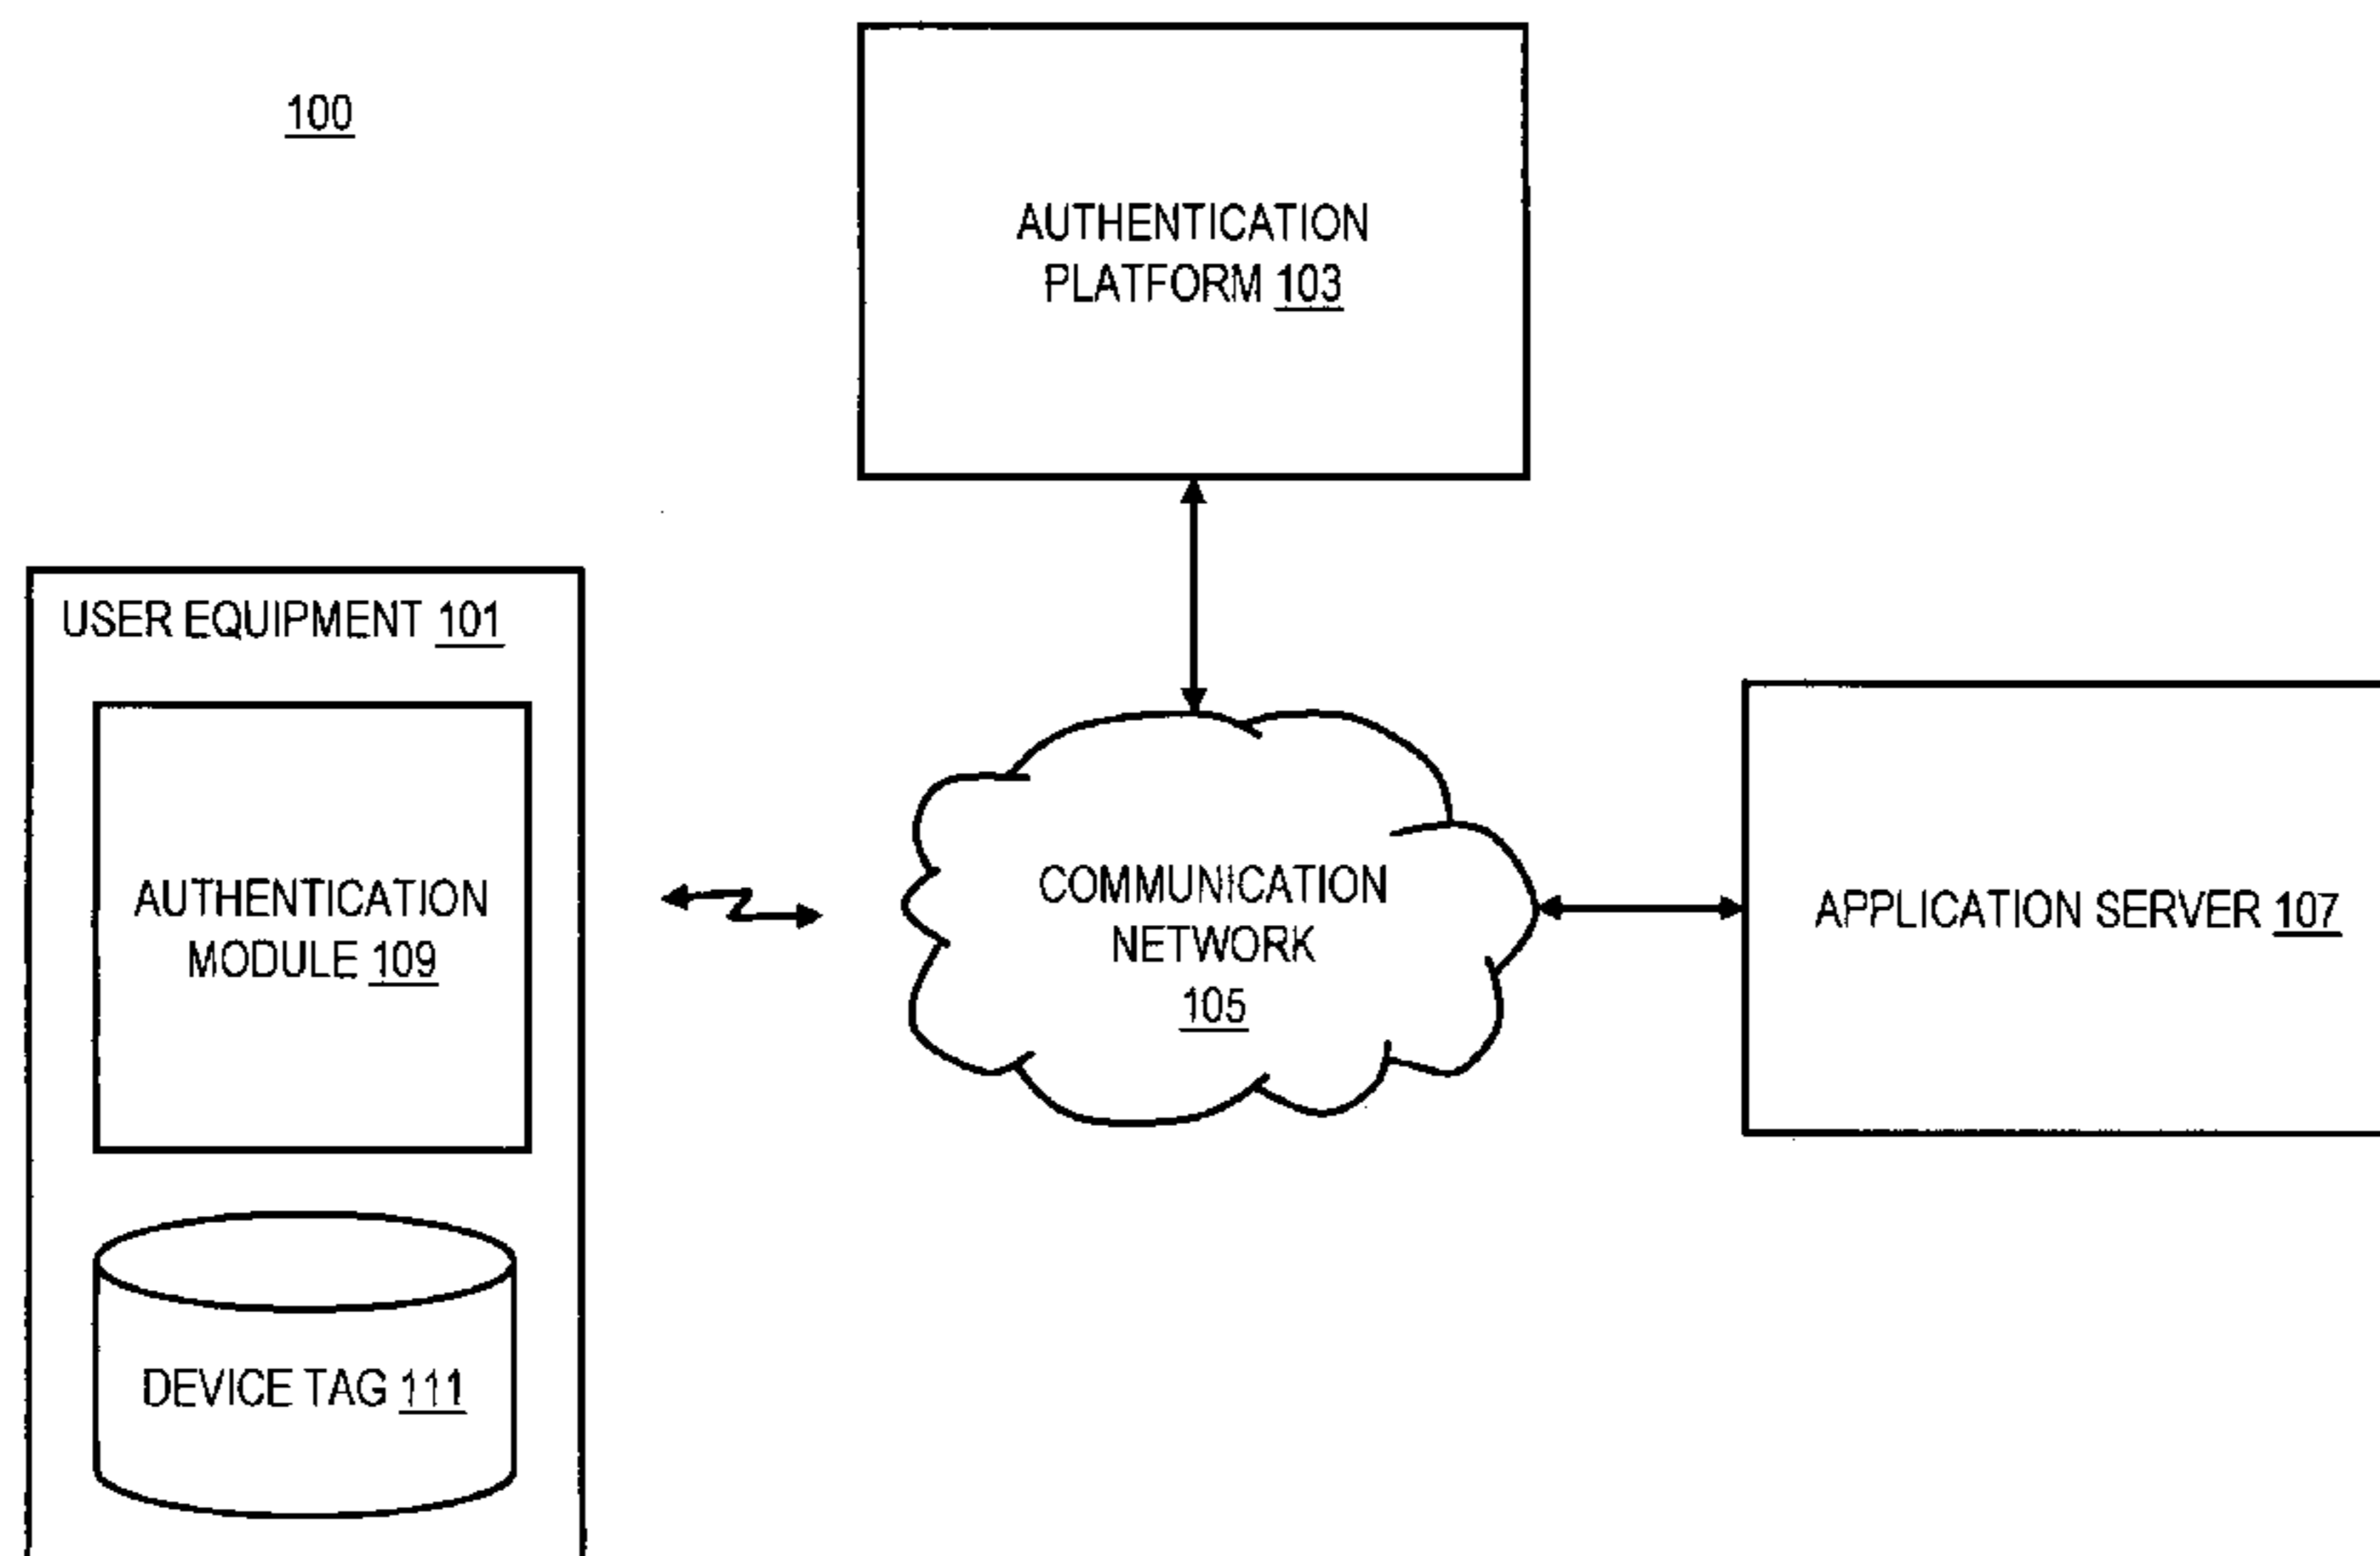 100
AUTHENTICATION
PLATFORM 103
USER EQUIPMENT 101
AUTHENTICATION
MODULE 109
COMMUNICATION
NETWORK
105
APPLICATION SERVER 107
DEVICE TAG 111